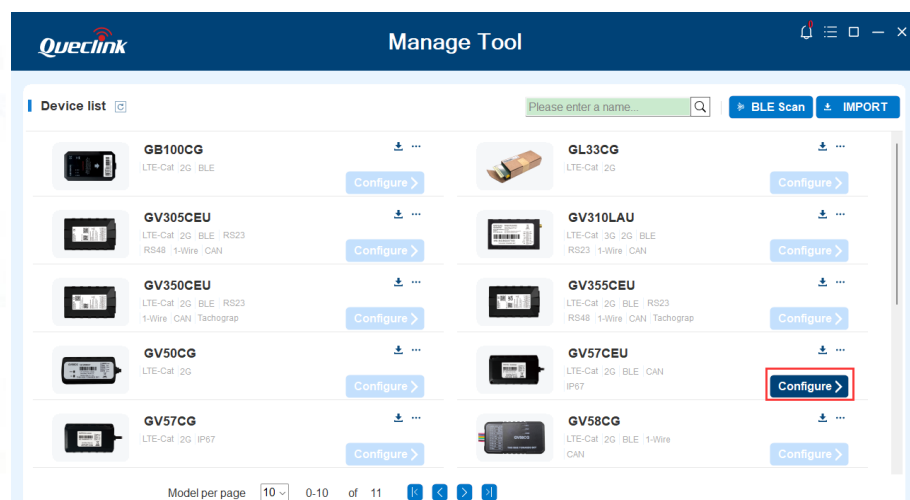 Queclink
Manage Tool
Device list
Please enter a name...
BLE Scan
IMPORT
GB100CG
LTE-Cat 2G BLE
Configure
GL33CG
LTE-Cat 2G
Configure
GV305CEU
LTE-Cat 2G BLE RS23
RS48 1-Wire CAN
Configure
GV310LAU
LTE-Cat 3G 2G BLE
RS23 1-Wire CAN
Configure
GV350CEU
LTE-Cat 2G BLE RS23
1-Wire CAN Tachograp
Configure
GV355CEU
LTE-Cat 2G BLE RS23
RS48 1-Wire CAN Tachograp
Configure
GV50CG
LTE-Cat 2G
Configure
GV57CEU
LTE-Cat 2G BLE CAN
IP67
Configure
GV57CG
LTE-Cat 2G IP67
Configure
GV58CG
LTE-Cat 2G BLE 1-Wire
CAN
Configure
Model per page 10 0-10 of 11